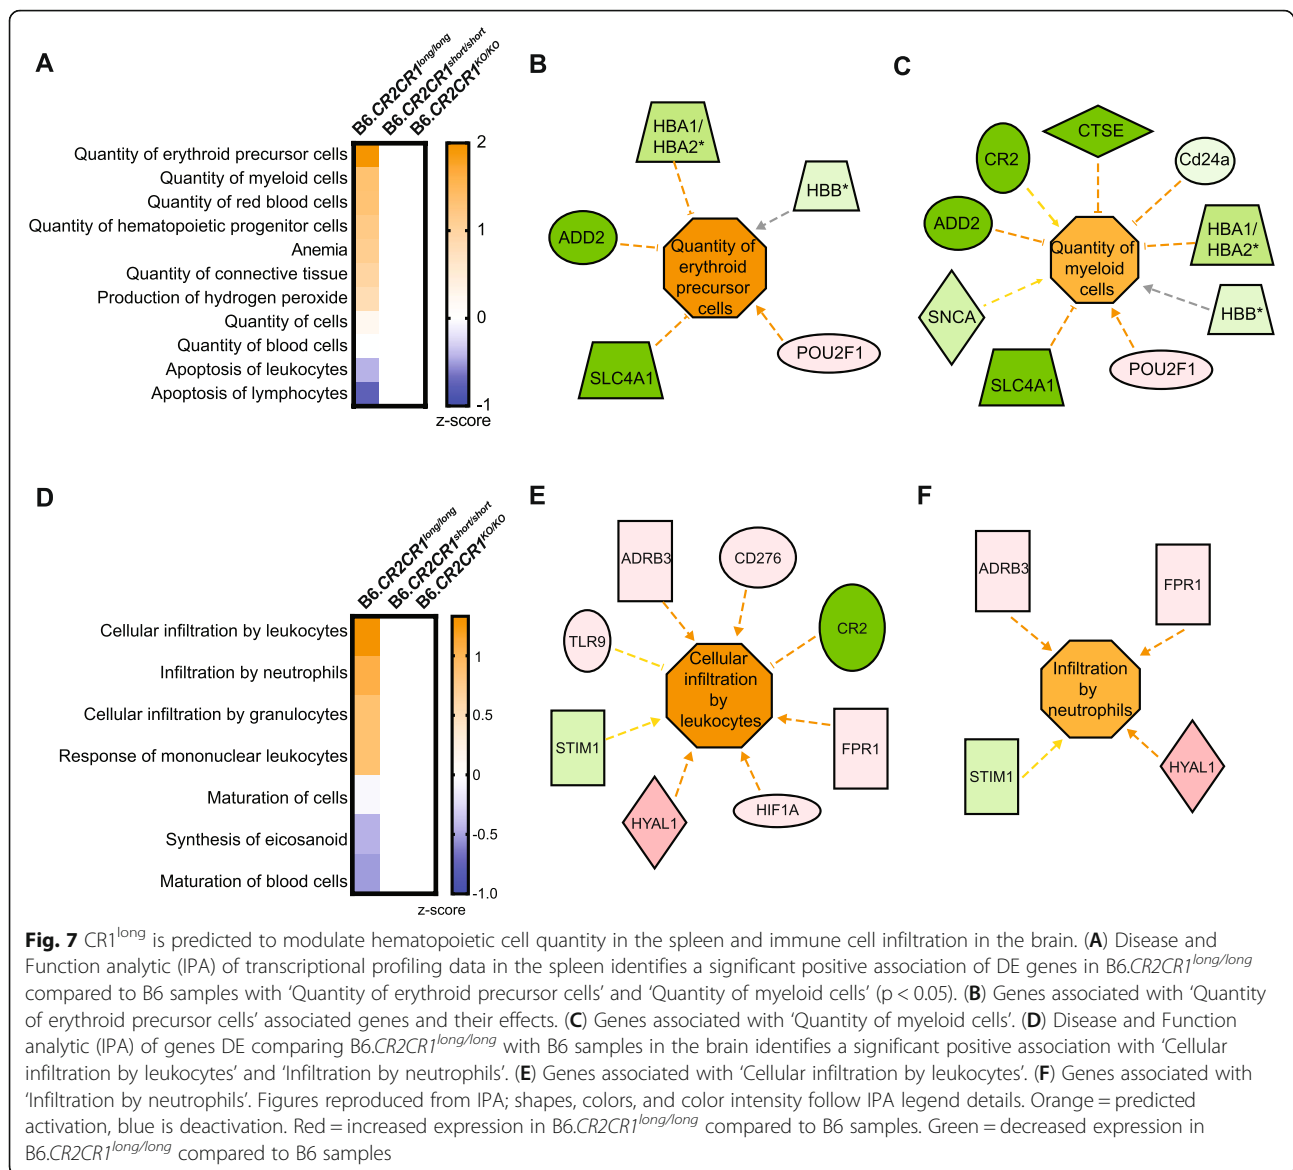 A
B6.CR2CR1long/long
B6.CR2CR1short/short
B6.CR2CR1KO/KO
Quantity of erythroid precursor cells
Quantity of myeloid cells
Quantity of red blood cells
Quantity of hematopoietic progenitor cells
Anemia
Quantity of connective tissue
Production of hydrogen peroxide
Quantity of cells
Quantity of blood cells
Apoptosis of leukocytes
Apoptosis of lymphocytes
2
1
0
-1
z-score
B
HBA1/
HBA2*
HBB*
ADD2
Quantity of
erythroid
precursor
cells
SLC4A1
POU2F1
C
CTSE
CR2
Cd24a
ADD2
HBA1/
HBA2*
Quantity of
myeloid
cells
SNCA
HBB*
SLC4A1
POU2F1
D
B6.CR2CR1long/long
B6.CR2CR1short/short
B6.CR2CR1KO/KO
Cellular infiltration by leukocytes
Infiltration by neutrophils
Cellular infiltration by granulocytes
Response of mononuclear leukocytes
Maturation of cells
Synthesis of eicosanoid
Maturation of blood cells
1
0.5
0
-0.5
-1.0
z-score
E
ADRB3
CD276
TLR9
CR2
Cellular
infiltration
by
leukocytes
STIM1
FPR1
HYAL1
HIF1A
F
ADRB3
FPR1
Infiltration
by
neutrophils
STIM1
HYAL1
Fig. 7 CR1long is predicted to modulate hematopoietic cell quantity in the spleen and immune cell infiltration in the brain. (A) Disease and
Function analytic (IPA) of transcriptional profiling data in the spleen identifies a significant positive association of DE genes in B6.CR2CR1long/long
compared to B6 samples with ‘Quantity of erythroid precursor cells’ and ‘Quantity of myeloid cells’ (p < 0.05). (B) Genes associated with ‘Quantity
of erythroid precursor cells’ associated genes and their effects. (C) Genes associated with ‘Quantity of myeloid cells’. (D) Disease and Function
analytic (IPA) of genes DE comparing B6.CR2CR1long/long with B6 samples in the brain identifies a significant positive association with ‘Cellular
infiltration by leukocytes’ and ‘Infiltration by neutrophils’. (E) Genes associated with ‘Cellular infiltration by leukocytes’. (F) Genes associated with
‘Infiltration by neutrophils’. Figures reproduced from IPA; shapes, colors, and color intensity follow IPA legend details. Orange = predicted
activation, blue is deactivation. Red = increased expression in B6.CR2CR1long/long compared to B6 samples. Green = decreased expression in
B6.CR2CR1long/long compared to B6 samples